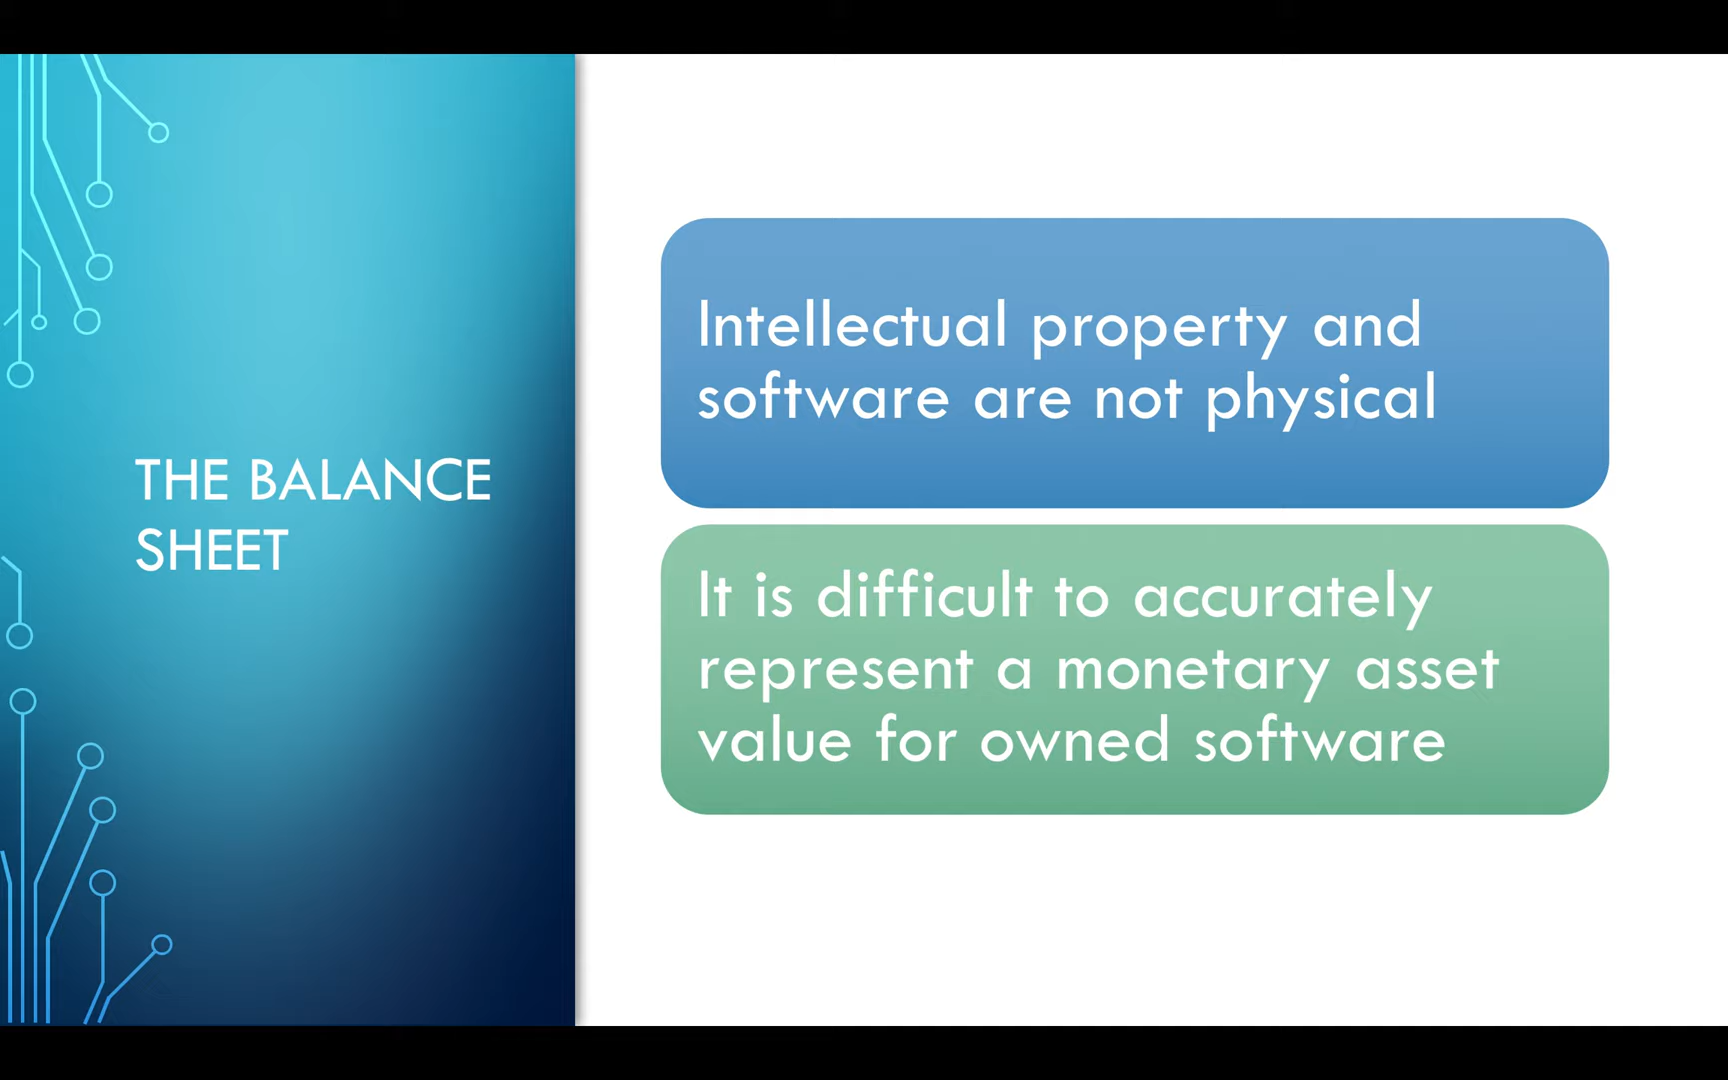 THE BALANCE
SHEET
Intellectual property and
software are not physical
It is difficult to accurately
represent a monetary asset
value for owned software